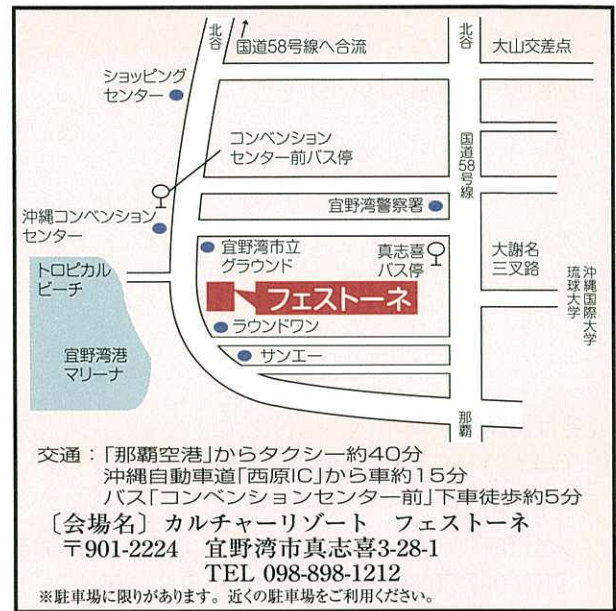 北谷
国道58号線へ合流
北谷
大山交差点
ショッピング
センター
コンベンション
センター前バス停
国道58号線
宜野湾警察署
沖縄コンベンション
センター
宜野湾市立
グラウンド
真志喜
バス停
大謝名
三叉路
沖縄国際大学
琉球大学
トロピカル
ビーチ
フェストーネ
ラウンドワン
宜野湾港
マリーナ
サンエー
那覇
交通：「那覇空港」からタクシー約40分
沖縄自動車道「西原IC」から車約15分
バス「コンベンションセンター前」下車徒歩約5分
〔会場名〕カルチャーリゾート フェストーネ
〒901-2224 宜野湾市真志喜3-28-1
TEL 098-898-1212
※駐車場に限りがあります。近くの駐車場をご利用ください。